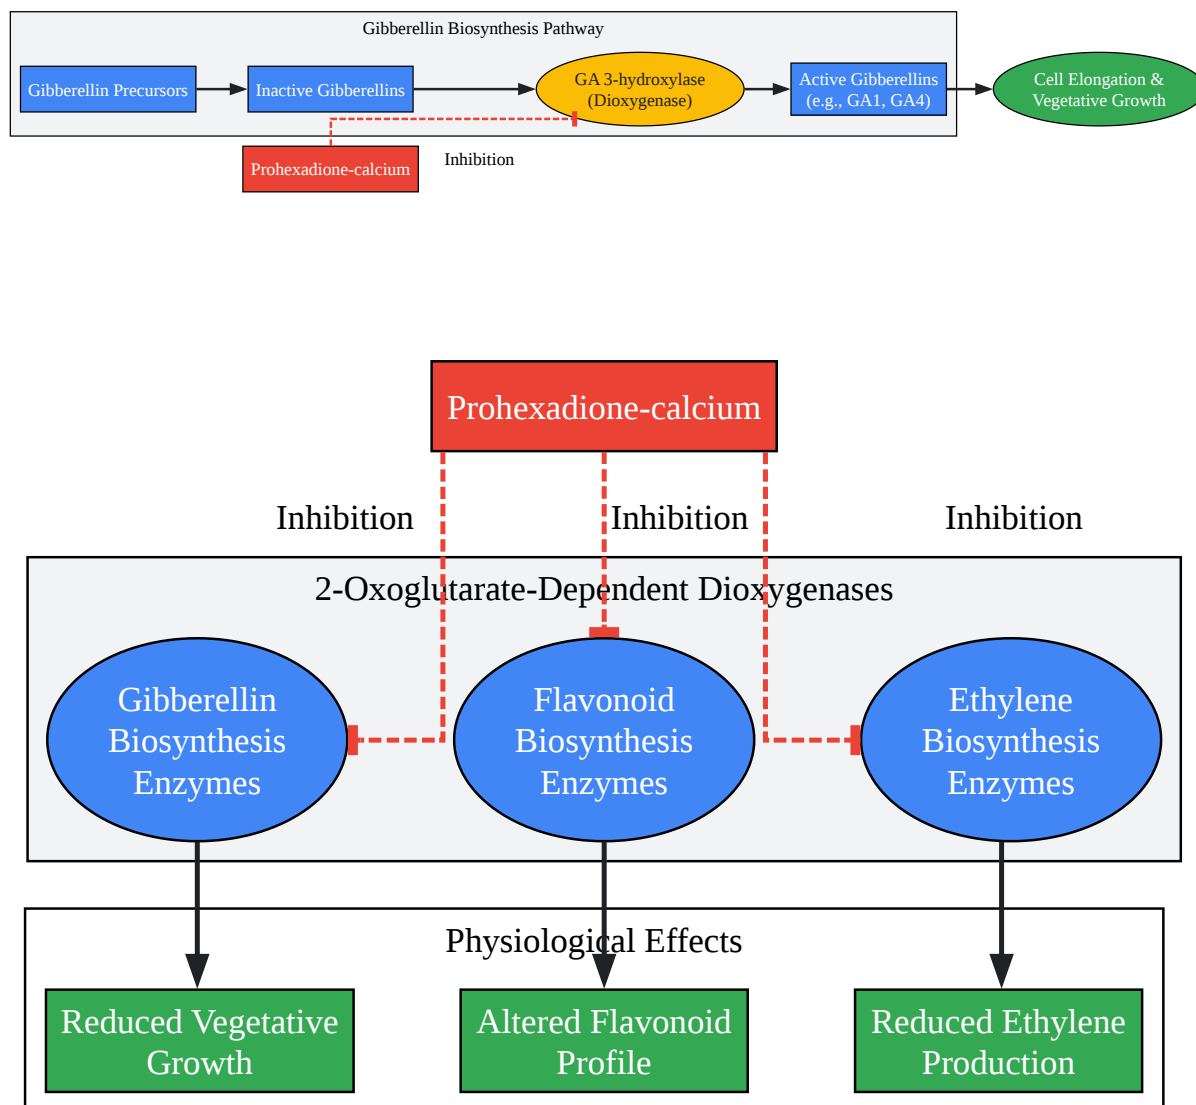 Gibberellin Biosynthesis Pathway
Gibberellin Precursors
Inactive Gibberellins
GA 3-hydroxylase
(Dioxygenase)
Active Gibberellins
(e.g., GA1, GA4)
Cell Elongation &
Vegetative Growth
Prohexadione-calcium
Inhibition
Prohexadione-calcium
Inhibition
Inhibition
Inhibition
2-Oxoglutarate-Dependent Dioxygenases
Gibberellin
Biosynthesis
Enzymes
Flavonoid
Biosynthesis
Enzymes
Ethylene
Biosynthesis
Enzymes
Physiological Effects
Reduced Vegetative
Growth
Altered Flavonoid
Profile
Reduced Ethylene
Production